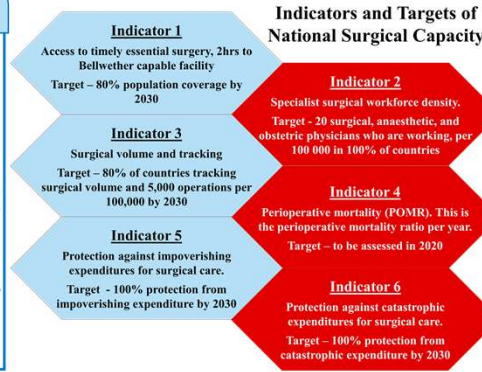 Indicators and Targets of
National Surgical Capacity
Indicator 1
Access to timely essential surgery, 2hrs to
Bellwether capable facility
Target – 80% population coverage by
2030
Indicator 2
Specialist surgical workforce density.
Target - 20 surgical, anaesthetic, and
obstetric physicians who are working, per
100 000 in 100% of countries
Indicator 3
Surgical volume and tracking
Target – 80% of countries tracking
surgical volume and 5,000 operations per
100,000 by 2030
Indicator 4
Perioperative mortality (POMR). This is
the perioperative mortality ratio per year.
Target – to be assessed in 2020
Indicator 5
Protection against impoverishing
expenditures for surgical care.
Target - 100% protection from
impoverishing expenditure by 2030
Indicator 6
Protection against catastrophic
expenditures for surgical care.
Target – 100% protection from
catastrophic expenditure by 2030